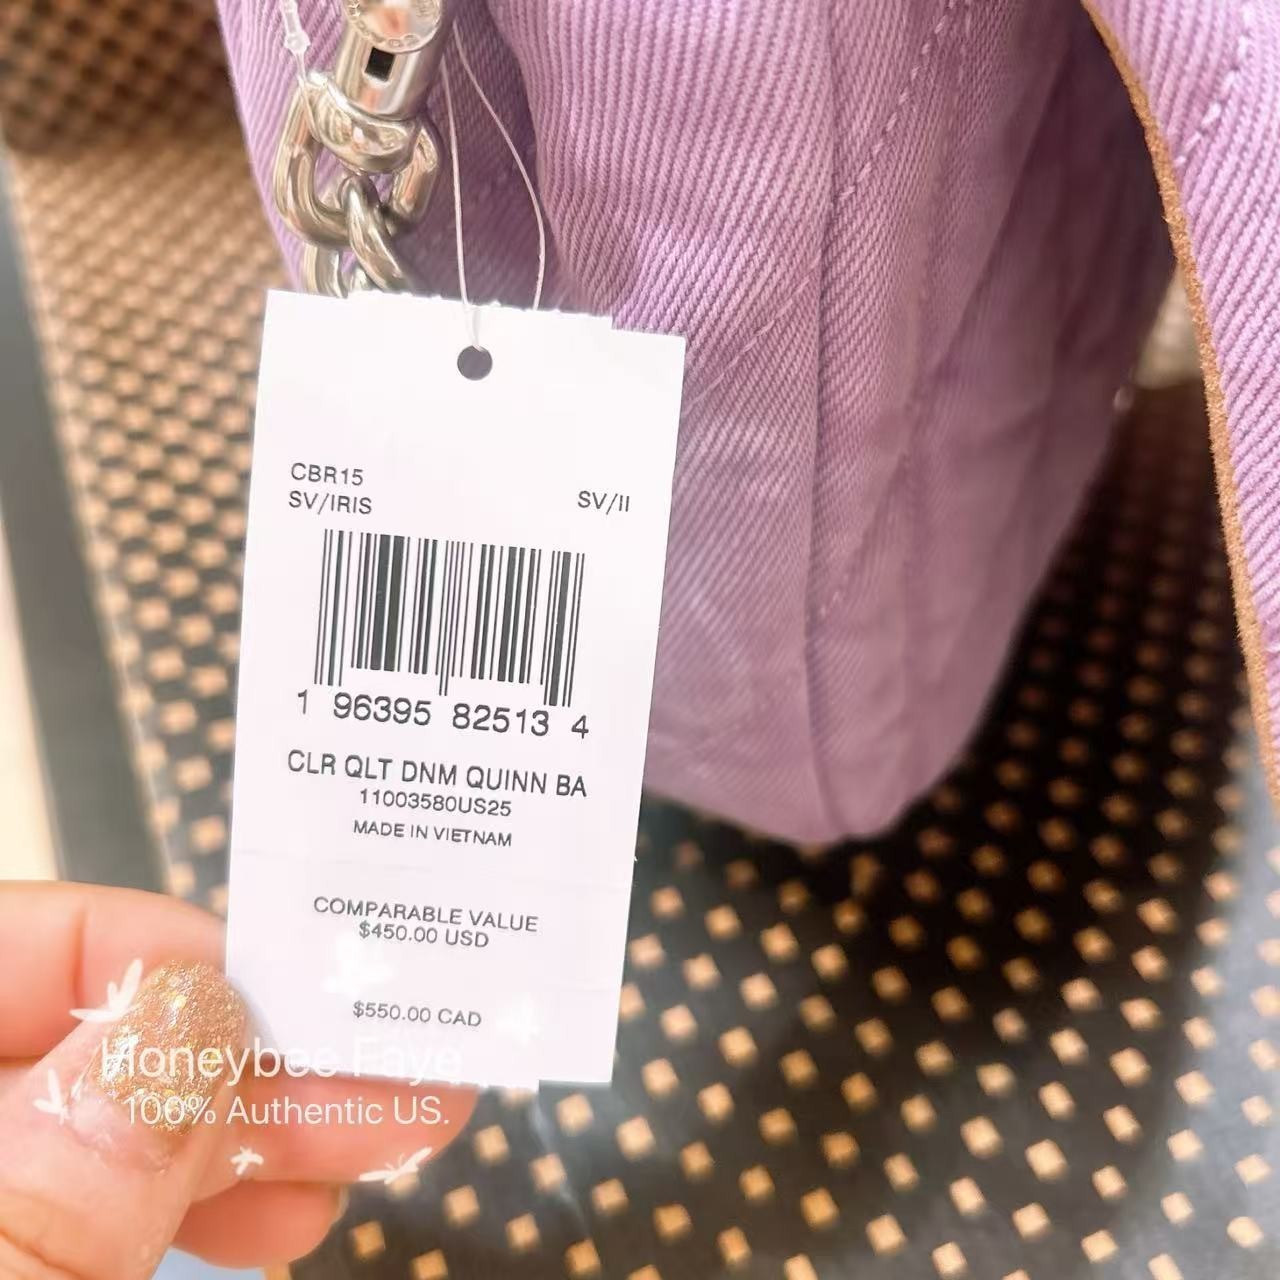 CBR15
SV/IRIS SV/II
1 96395 82513 4
CLR QLT DNM QUINN BA
11003580US25
MADE IN VIETNAM
COMPARABLE VALUE
$450.00 USD
$550.00 CAD
Honeybee Faye
100% Authentic US.